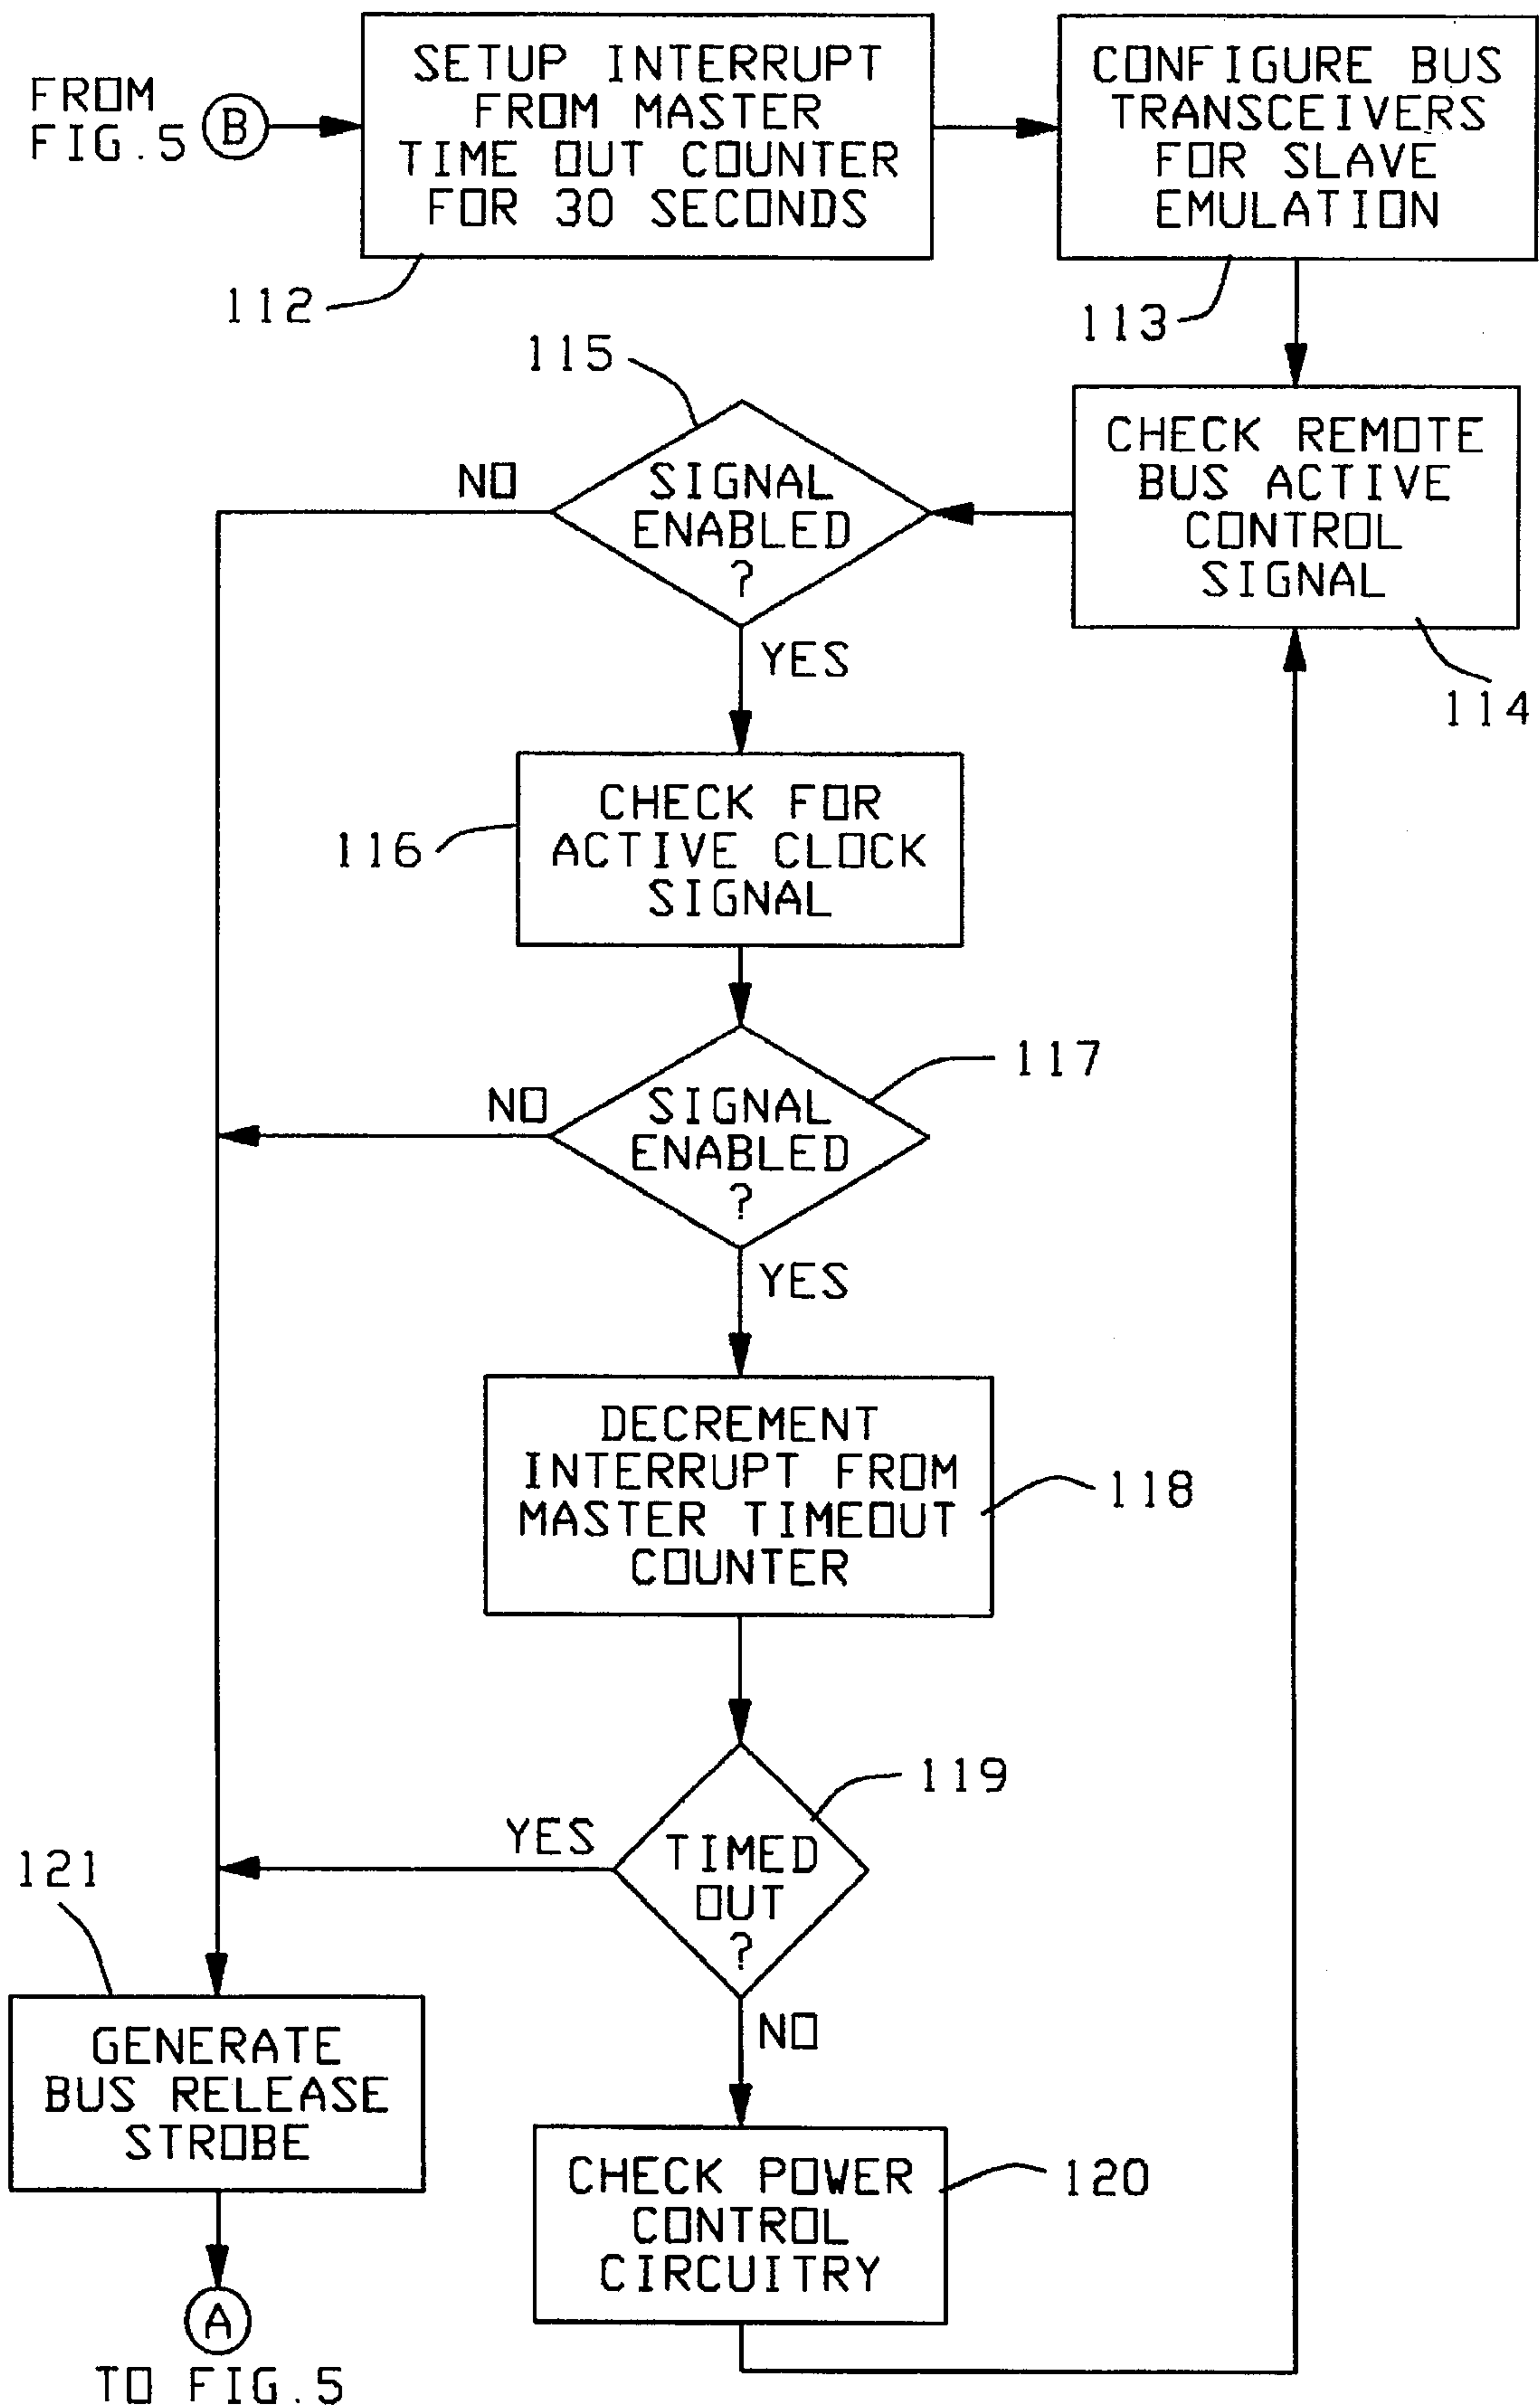 FROM
FIG.5
B
SETUP INTERRUPT
FROM MASTER
TIME OUT COUNTER
FOR 30 SECONDS
112
CONFIGURE BUS
TRANSCEIVERS
FOR SLAVE
EMULATION
113
CHECK REMOTE
BUS ACTIVE
CONTROL
SIGNAL
114
115
SIGNAL
ENABLED
?
NO
YES
CHECK FOR
ACTIVE CLOCK
SIGNAL
116
SIGNAL
ENABLED
?
117
NO
YES
DECREMENT
INTERRUPT FROM
MASTER TIMEOUT
COUNTER
118
TIMED
OUT
?
119
YES
NO
CHECK POWER
CONTROL
CIRCUITRY
120
121
GENERATE
BUS RELEASE
STROBE
A
TO FIG.5